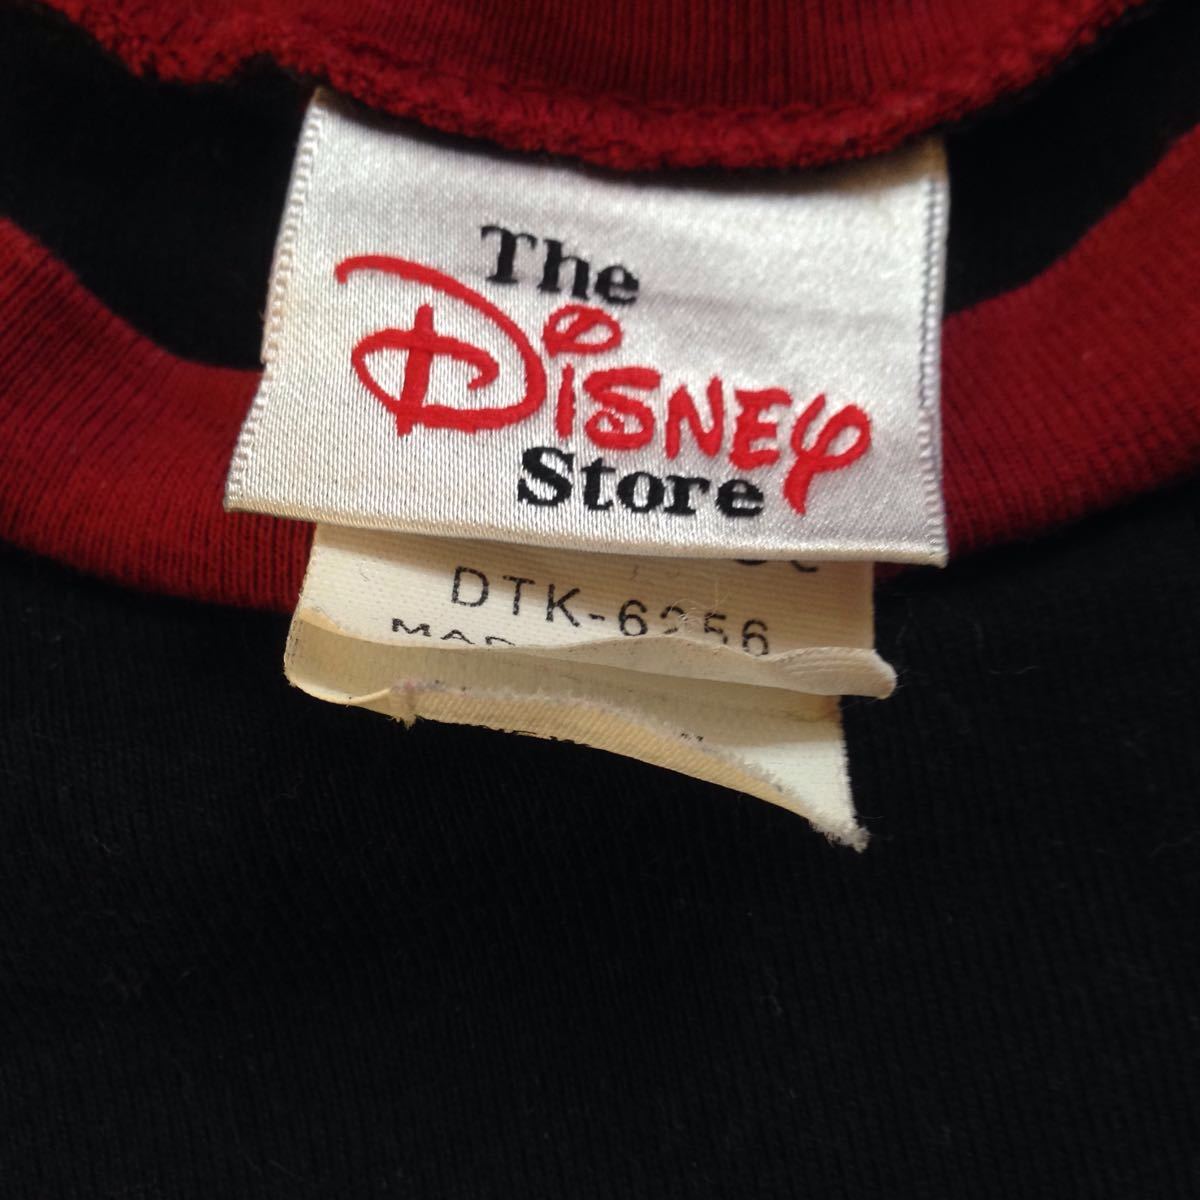 The
Disney
Store
DTK-6256